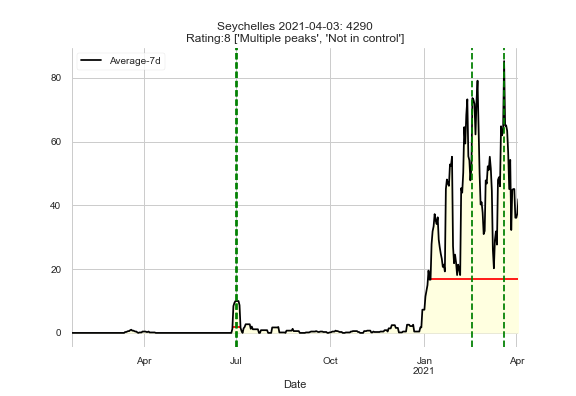 Seychelles 2021-04-03: 4290
Rating:8 ['Multiple peaks', 'Not in control']
Average-7d
80
60
40
20
0
Apr
Jul
Oct
Jan
2021
Apr
Date